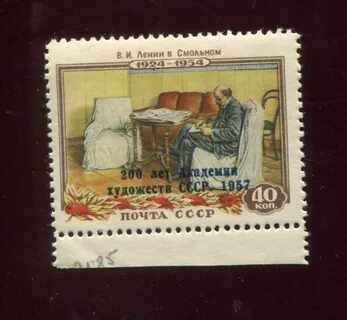 В. И. Ленин в Смольном
1924-1954
200 лет Академии
художеств СССР. 1957
40
КОП.
ПОЧТА СССР